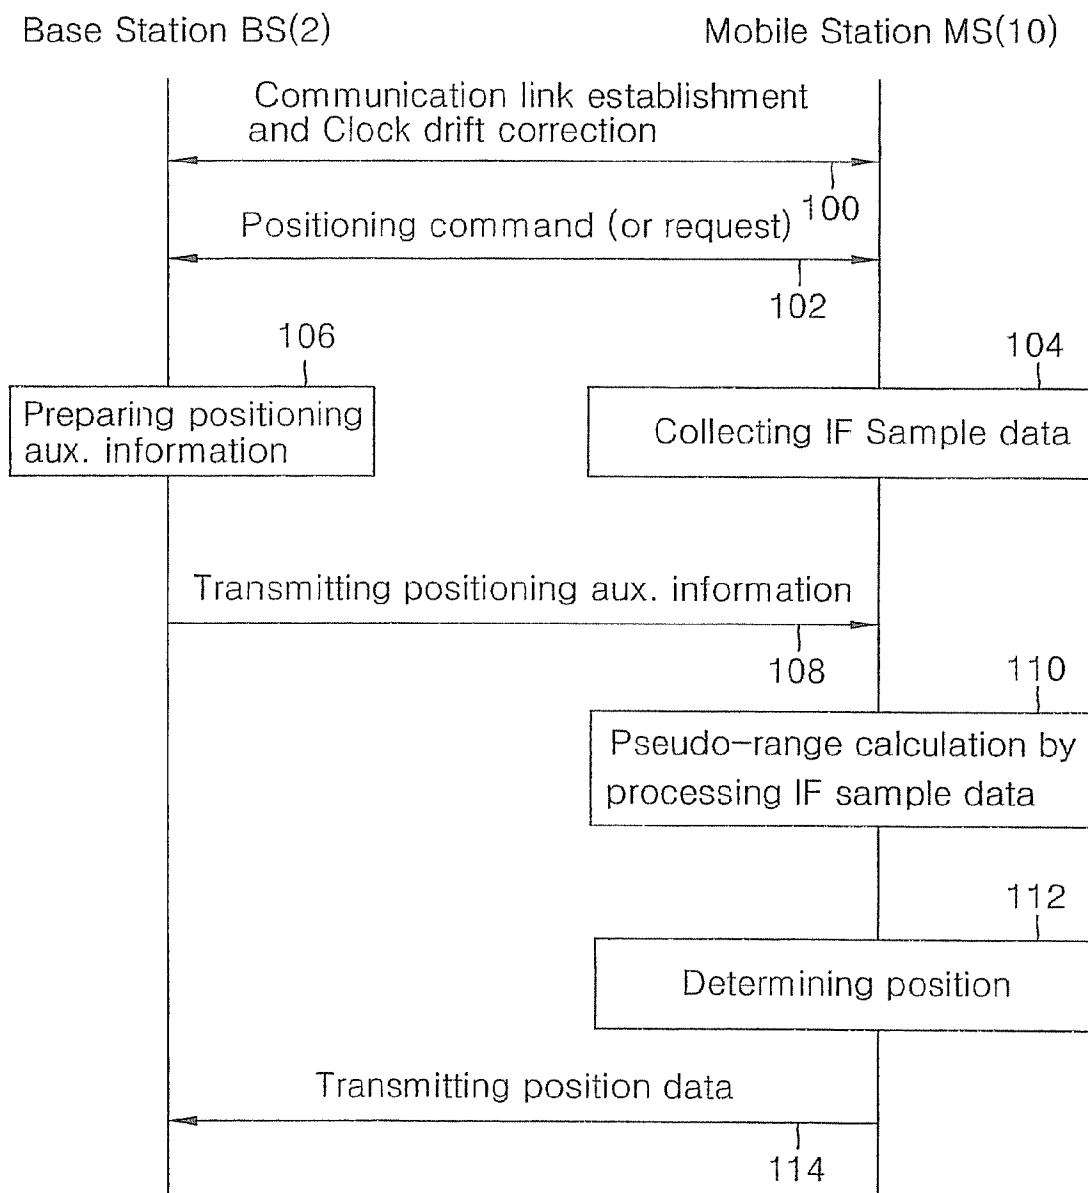 Base Station BS(2)
Mobile Station MS(10)
Communication link establishment
and Clock drift correction
100
Positioning command (or request)
102
106
104
Preparing positioning
aux. information
Collecting IF Sample data
Transmitting positioning aux. information
108
110
Pseudo-range calculation by
processing IF sample data
112
Determining position
Transmitting position data
114